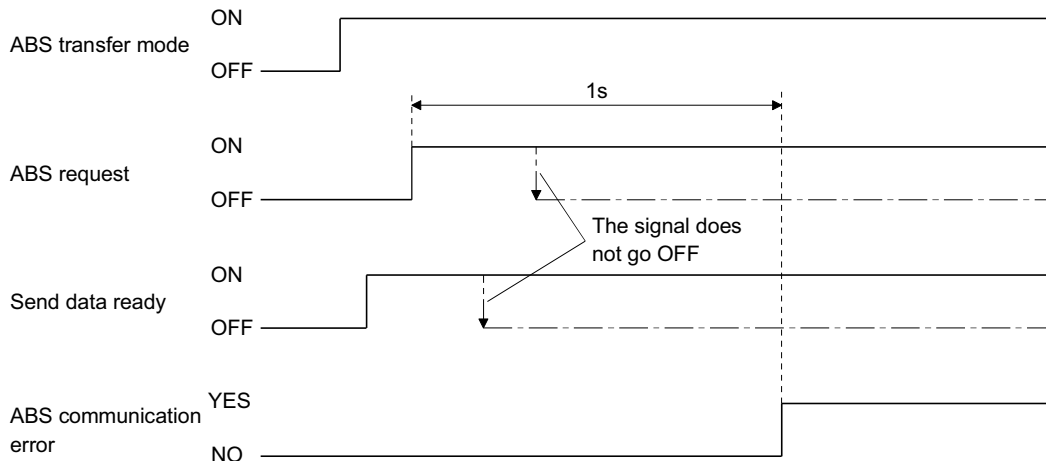 ON
ABS transfer mode
OFF
1s
ON
ABS request
OFF
The signal does
not go OFF
ON
Send data ready
OFF
YES
ABS communication
error
NO